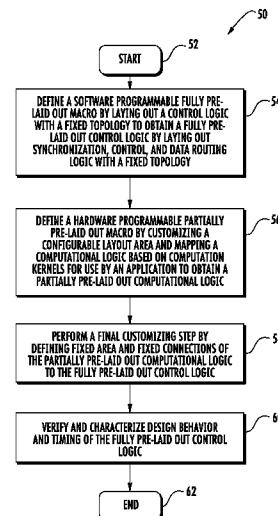 50
START
52
DEFINE A SOFTWARE PROGRAMMABLE FULLY PRE-
LAID OUT MACRO BY LAYING OUT A CONTROL LOGIC
WITH A FIXED TOPOLOGY TO OBTAIN A FULLY PRE-
LAID OUT CONTROL LOGIC BY LAYING OUT
SYNCHRONIZATION, CONTROL, AND DATA ROUTING
LOGIC WITH A FIXED TOPOLOGY
DEFINE A HARDWARE PROGRAMMABLE PARTIALLY
PRE-LAID OUT MACRO BY CUSTOMIZING A
CONFIGURABLE LAYOUT AREA AND MAPPING A
COMPUTATIONAL LOGIC BASED ON COMPUTATION
KERNELS FOR USE BY AN APPLICATION TO OBTAIN A
PARTIALLY PRE-LAID OUT COMPUTATIONAL LOGIC
PERFORM A FINAL CUSTOMIZING STEP BY
DEFINING FIXED AREA AND FIXED CONNECTIONS OF
THE PARTIALLY PRE-LAID OUT COMPUTATIONAL LOGIC
TO THE FULLY PRE-LAID OUT CONTROL LOGIC
VERIFY AND CHARACTERIZE DESIGN BEHAVIOR
AND TIMING OF THE FULLY PRE-LAID OUT CONTROL
LOGIC
END
62